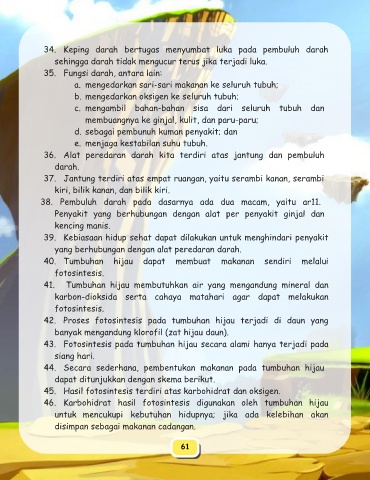 34. Keping darah bertugas menyumbat luka pada pembuluh darah
sehingga darah tidak mengucur terus jika terjadi luka.
35. Fungsi darah, antara lain:
a. mengedarkan sari-sari makanan ke seluruh tubuh;
b. mengedarkan oksigen ke seluruh tubuh;
c. mengambil bahan-bahan sisa dari seluruh tubuh dan
membuangnya ke ginjal, kulit, dan paru-paru;
d. sebagai pembunuh kuman penyakit; dan
e. menjaga kestabilan suhu tubuh.
36. Alat peredaran darah kita terdiri atas jantung dan pembuluh
darah.
37. Jantung terdiri atas empat ruangan, yaitu serambi kanan, serambi
kiri, bilik kanan, dan bilik kiri.
38. Pembuluh darah pada dasarnya ada dua macam, yaitu ar11.
Penyakit yang berhubungan dengan alat per penyakit ginjal dan
kencing manis.
39. Kebiasaan hidup sehat dapat dilakukan untuk menghindari penyakit
yang berhubungan dengan alat peredaran darah.
40. Tumbuhan hijau dapat membuat makanan sendiri melalui
fotosintesis.
41. Tumbuhan hijau membutuhkan air yang mengandung mineral dan
karbon-dioksida serta cahaya matahari agar dapat melakukan
fotosintesis.
42. Proses fotosintesis pada tumbuhan hijau terjadi di daun yang
banyak mengandung klorofil (zat hijau daun).
43. Fotosintesis pada tumbuhan hijau secara alami hanya terjadi pada
siang hari.
44. Secara sederhana, pembentukan makanan pada tumbuhan hijau
dapat ditunjukkan dengan skema berikut.
45. Hasil fotosintesis terdiri atas karbohidrat dan oksigen.
46. Karbohidrat hasil fotosintesis digunakan oleh tumbuhan hijau
untuk mencukupi kebutuhan hidupnya; jika ada kelebihan akan
disimpan sebagai makanan cadangan.
61